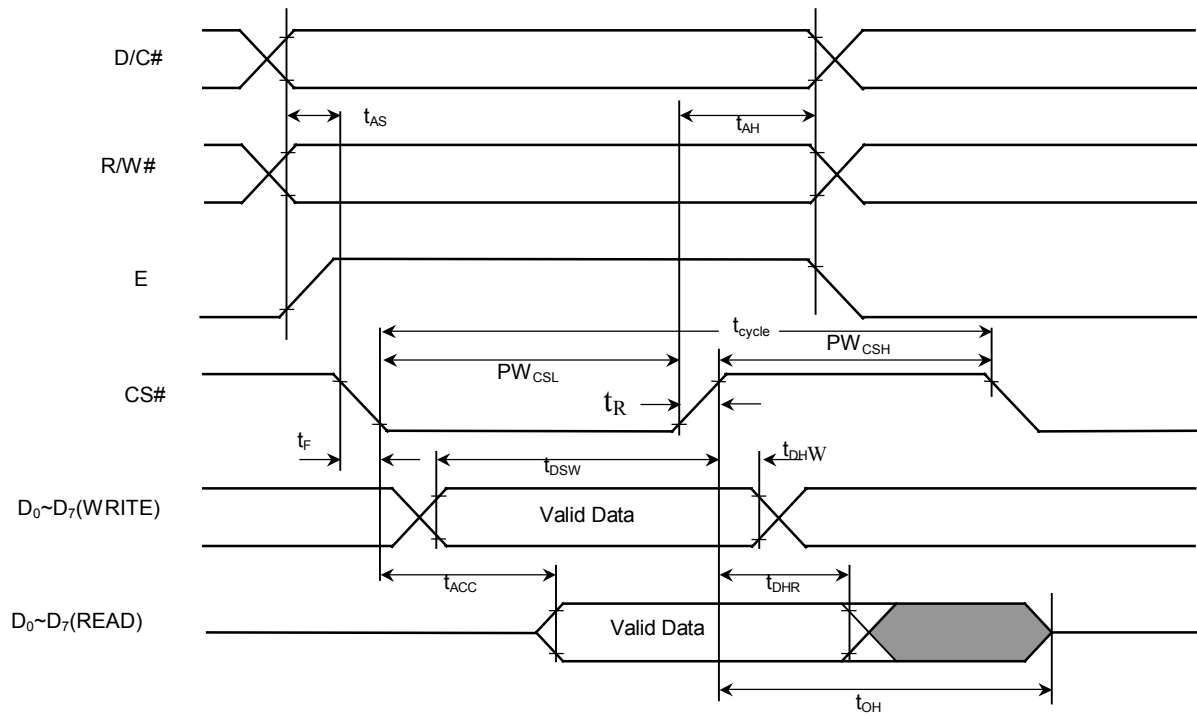 D/C#
tAS
tAH
R/W#
E
tcycle
PWCSL
PWCSH
CS#
tR
tF
tDSW
tDHW
D0~D7(WRITE)
Valid Data
tACC
tDHR
D0~D7(READ)
Valid Data
tOH